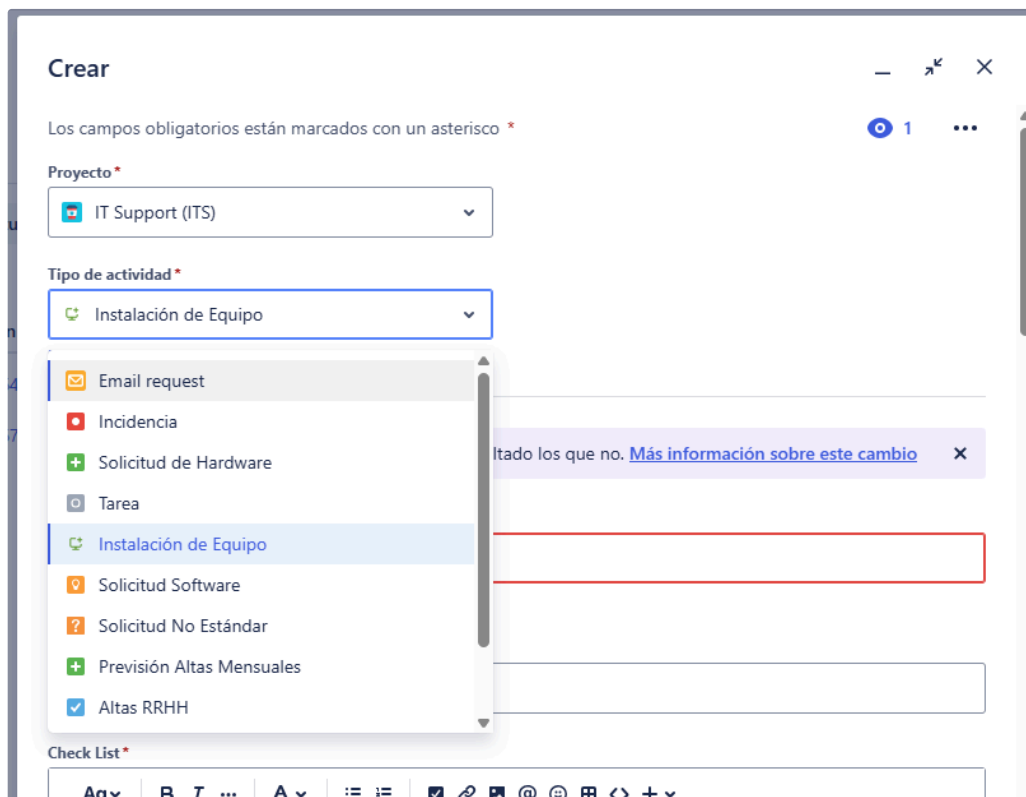 Crear
Los campos obligatorios están marcados con un asterisco *
1
Proyecto *
IT Support (ITS)
Tipo de actividad *
Instalación de Equipo
Email request
Incidencia
ltado los que no. Más información sobre este cambio
Solicitud de Hardware
Tarea
Instalación de Equipo
Solicitud Software
Solicitud No Estándar
Previsión Altas Mensuales
Altas RRHH
Check List *
B I ... A